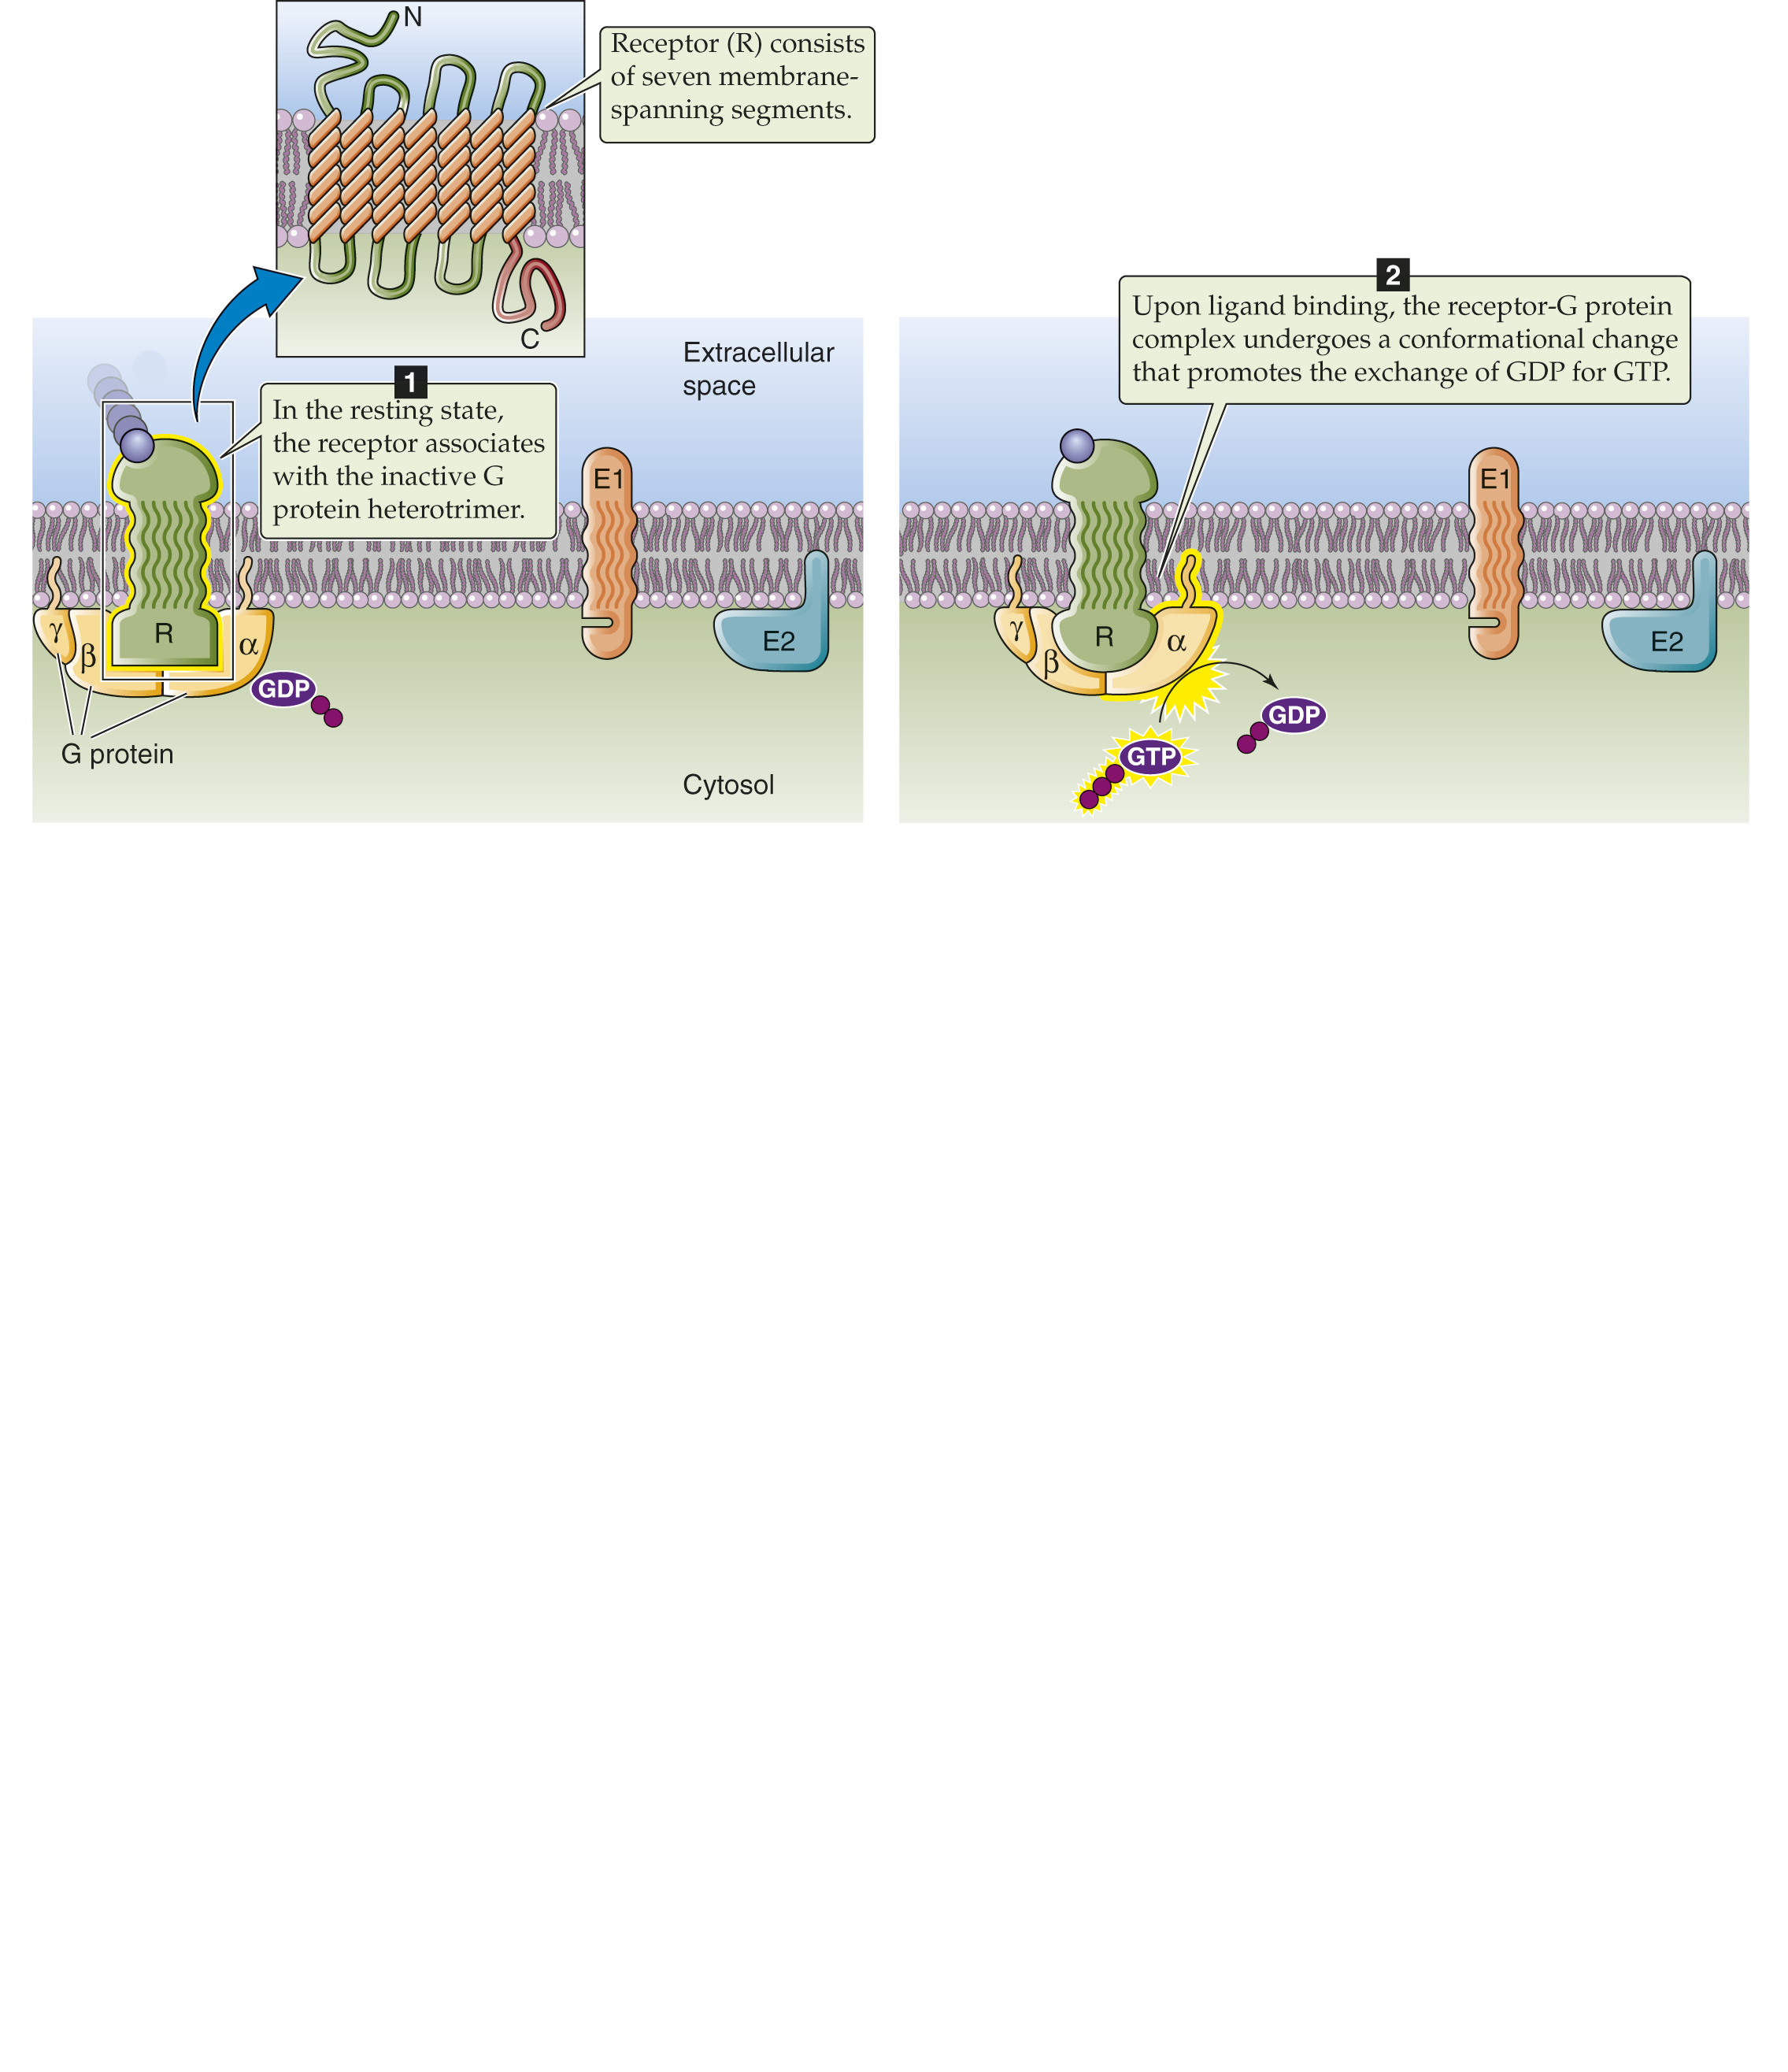 N
Receptor (R) consists
of seven membrane-
spanning segments.
C
Extracellular
space
1
In the resting state,
the receptor associates
with the inactive G
protein heterotrimer.
E1
E2
γ
β
R
α
GDP
G protein
Cytosol
2
Upon ligand binding, the receptor-G protein
complex undergoes a conformational change
that promotes the exchange of GDP for GTP.
E1
E2
γ
β
R
α
GDP
GTP